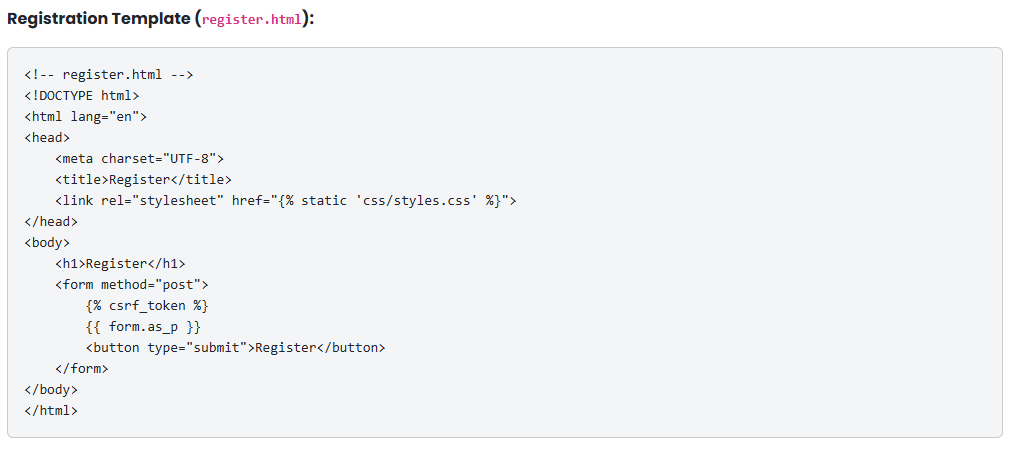 Registration Template (register.html):
<!-- register.html -->
<!DOCTYPE html>
<html lang="en">
<head>
    <meta charset="UTF-8">
    <title>Register</title>
    <link rel="stylesheet" href="{% static 'css/styles.css' %}">
</head>
<body>
    <h1>Register</h1>
    <form method="post">
        {% csrf_token %}
        {{ form.as_p }}
        <button type="submit">Register</button>
    </form>
</body>
</html>